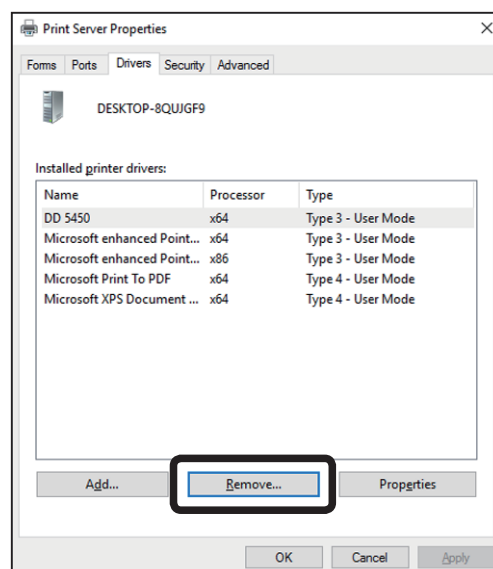 Print Server Properties
Forms Ports Drivers Security Advanced
DESKTOP-8QUJGF9
Installed printer drivers:
Name Processor Type
DD 5450 x64 Type 3 - User Mode
Microsoft enhanced Point... x64 Type 3 - User Mode
Microsoft enhanced Point... x86 Type 3 - User Mode
Microsoft Print To PDF x64 Type 4 - User Mode
Microsoft XPS Document ... x64 Type 4 - User Mode
Add... Remove... Properties
OK Cancel Apply